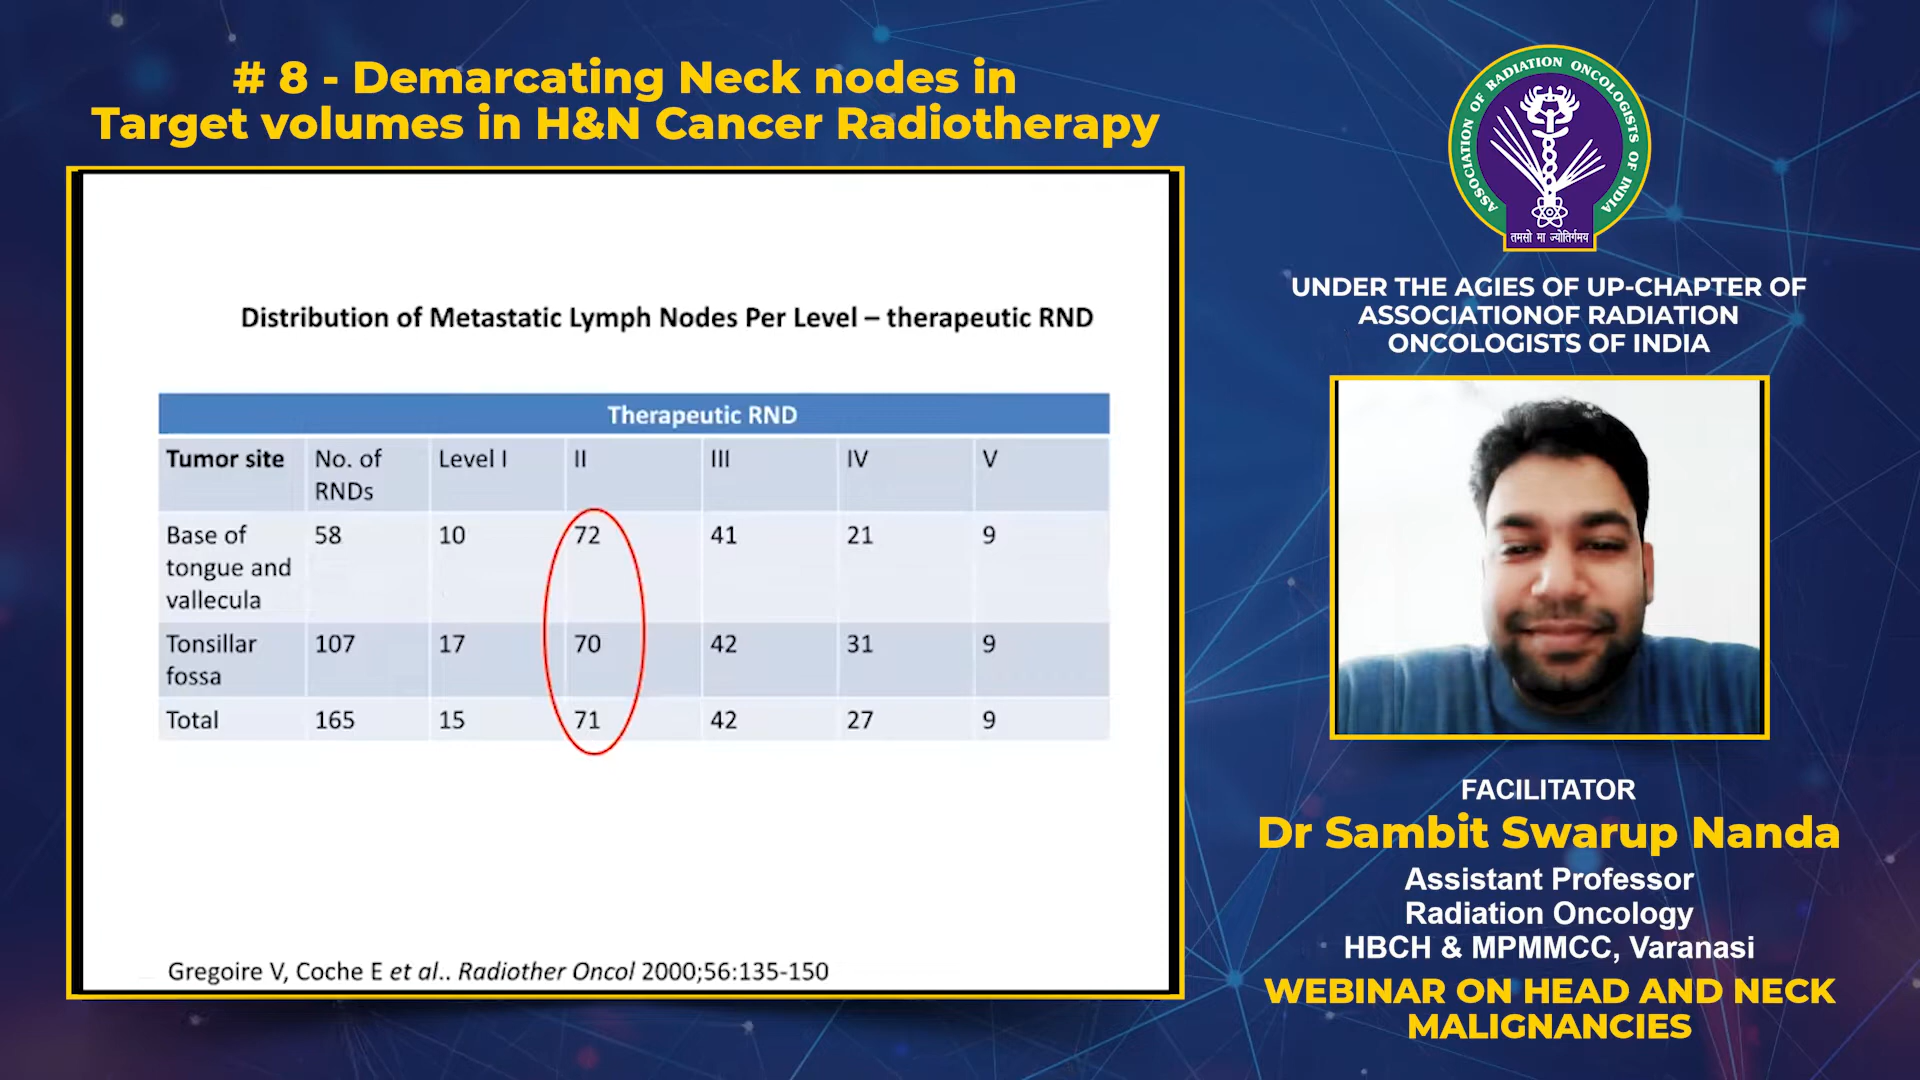 # 8 - Demarcating Neck nodes in
Target volumes in H&N Cancer Radiotherapy
Distribution of Metastatic Lymph Nodes Per Level – therapeutic RND
Therapeutic RND
Tumor site No. of RNDs Level I II III IV V
Base of tongue and vallecula 58 10 72 41 21 9
Tonsillar fossa 107 17 70 42 31 9
Total 165 15 71 42 27 9
Gregoire V, Coche E et al.. Radiother Oncol 2000;56:135-150
ASSOCIATION OF RADIATION ONCOLOGISTS OF INDIA
तमसो मा ज्योतिर्गमय
UNDER THE AGIES OF UP-CHAPTER OF
ASSOCIATIONOF RADIATION
ONCOLOGISTS OF INDIA
FACILITATOR
Dr Sambit Swarup Nanda
Assistant Professor
Radiation Oncology
HBCH & MPMMCC, Varanasi
WEBINAR ON HEAD AND NECK
MALIGNANCIES